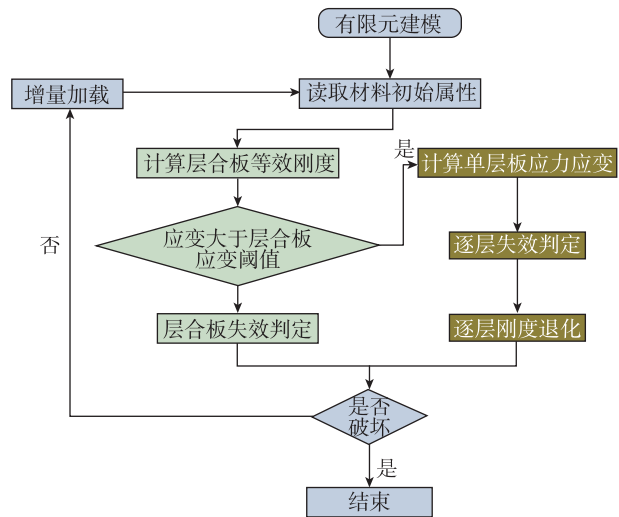 有限元建模
增量加载
读取材料初始属性
计算层合板等效刚度
是
计算单层板应力应变
应变大于层合板
应变阈值
否
逐层失效判定
层合板失效判定
逐层刚度退化
是否
破坏
是
结束